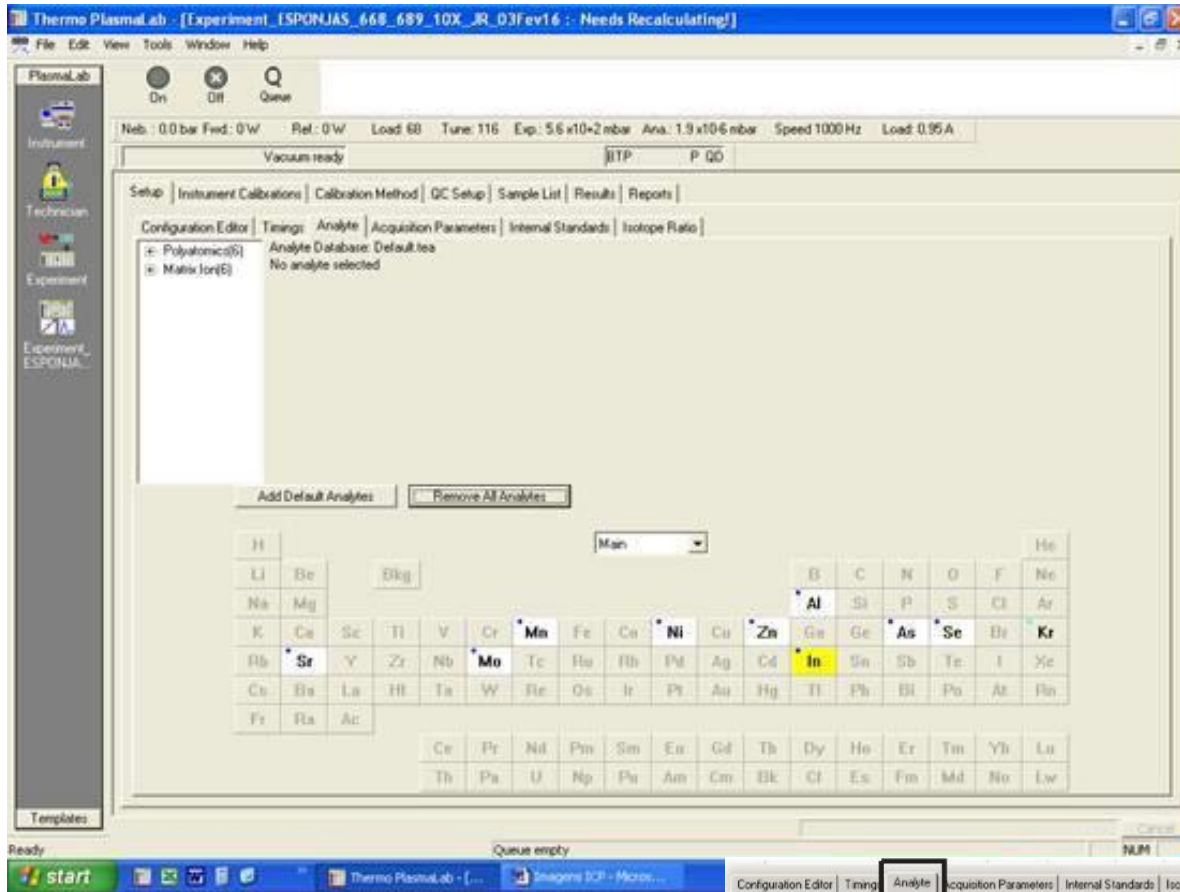 Thermo PlasmaLab - [Experiment_ESPONJAS_668_689_10X_JR_03Fev16 :- Needs Recalculating!]
File Edit View Tools Window Help
PlasmaLab
On Off Queue
Neb.: 0.0 bar Fwd.: 0 W Ref.: 0 W Load: 68 Tune: 116 Exp.: 5.6 x10+2 mbar Ana.: 1.9 x10-6 mbar Speed 1000 Hz Load: 0.95 A
Instrument
Vacuum ready BTP P QD
Technician
Setup Instrument Calibrations Calibration Method QC Setup Sample List Results Reports
Configuration Editor Timings Analyte Acquisition Parameters Internal Standards Isotope Ratio
Polyatomics(6) Analyte Database: Default.tea
Matrix Ion(6) No analyte selected
Experiment
Experiment_
ESPONJA...
Add Default Analytes Remove All Analytes
Main
H He
Li Be Bkg B C N O F Ne
Na Mg Al Si P S Cl Ar
K Ca Sc Ti V Cr Mn Fe Co Ni Cu Zn Ga Ge As Se Br Kr
Rb Sr Y Zr Nb Mo Tc Ru Rh Pd Ag Cd In Sn Sb Te I Xe
Cs Ba La Hf Ta W Re Os Ir Pt Au Hg Tl Pb Bi Po At Rn
Fr Ra Ac
Ce Pr Nd Pm Sm Eu Gd Tb Dy Ho Er Tm Yb Lu
Th Pa U Np Pu Am Cm Bk Cf Es Fm Md No Lw
Templates
Cancel
Ready Queue empty NUM
start Thermo PlasmaLab - [... Imagens ICP - Micros...
Configuration Editor Timing Analyte Acquisition Parameters Internal Standards Iso